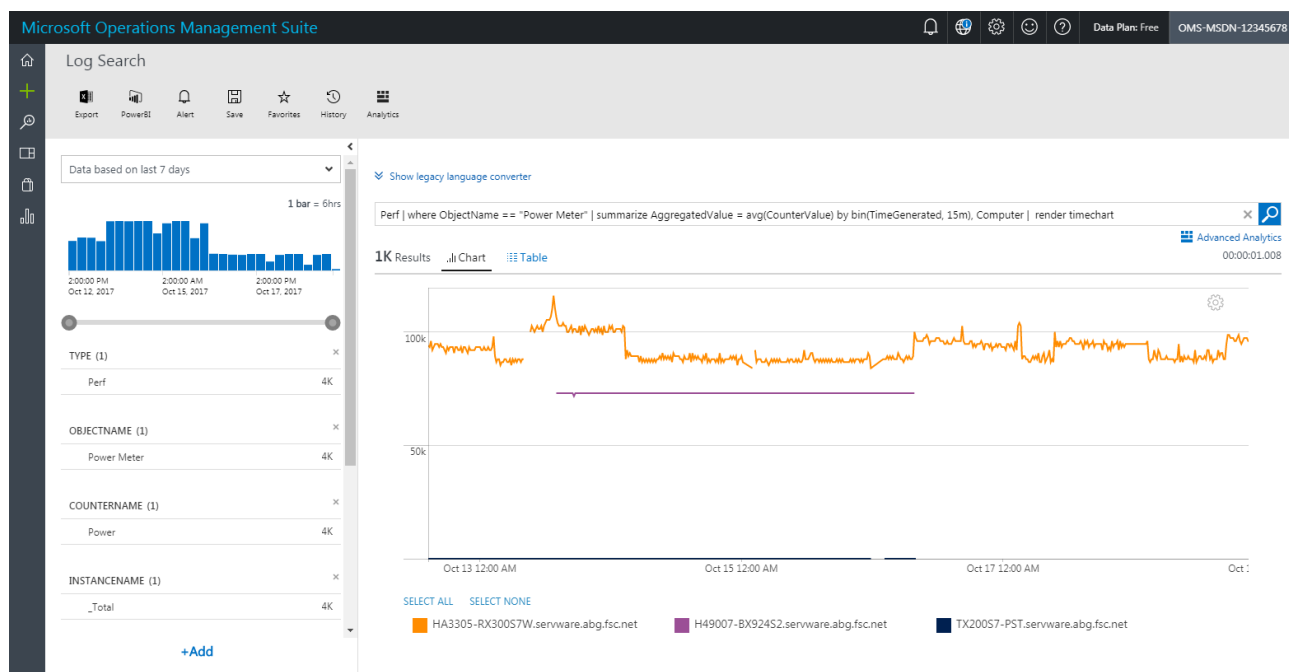 Microsoft Operations Management Suite
Data Plan: Free
OMS-MSDN-12345678
Log Search
Export
PowerBI
Alert
Save
Favorites
History
Analytics
Data based on last 7 days
1 bar = 6hrs
2:00:00 PM
Oct 12, 2017
2:00:00 AM
Oct 15, 2017
2:00:00 PM
Oct 17, 2017
TYPE (1)
Perf 4K
OBJECTNAME (1)
Power Meter 4K
COUNTERNAME (1)
Power 4K
INSTANCENAME (1)
_Total 4K
+Add
Show legacy language converter
Perf | where ObjectName == "Power Meter" | summarize AggregatedValue = avg(CounterValue) by bin(TimeGenerated, 15m), Computer | render timechart
Advanced Analytics
1K Results
Chart
Table
00:00:01.008
100k
50k
Oct 13 12:00 AM
Oct 15 12:00 AM
Oct 17 12:00 AM
Oct
SELECT ALL
SELECT NONE
HA3305-RX300S7W.servware.abg.fsc.net
H49007-BX924S2.servware.abg.fsc.net
TX200S7-PST.servware.abg.fsc.net